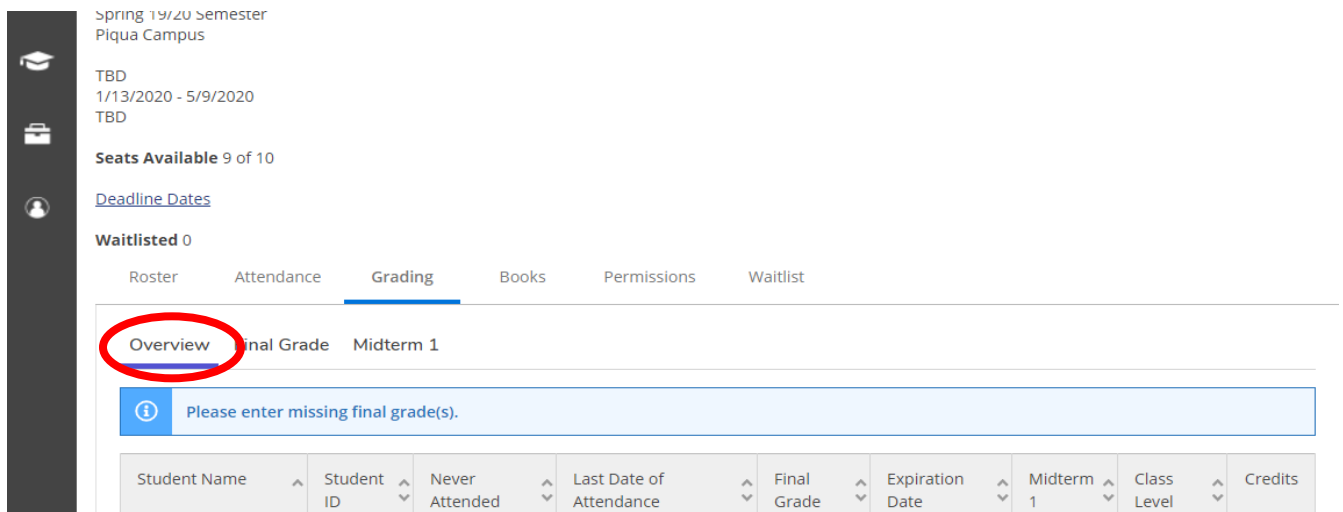 Spring 19/20 Semester
Piqua Campus
TBD
1/13/2020 - 5/9/2020
TBD
Seats Available 9 of 10
Deadline Dates
Waitlisted 0
Roster Attendance Grading Books Permissions Waitlist
Overview Final Grade Midterm 1
Please enter missing final grade(s).
Student Name Student ID Never Attended Last Date of Attendance Final Grade Expiration Date Midterm 1 Class Level Credits